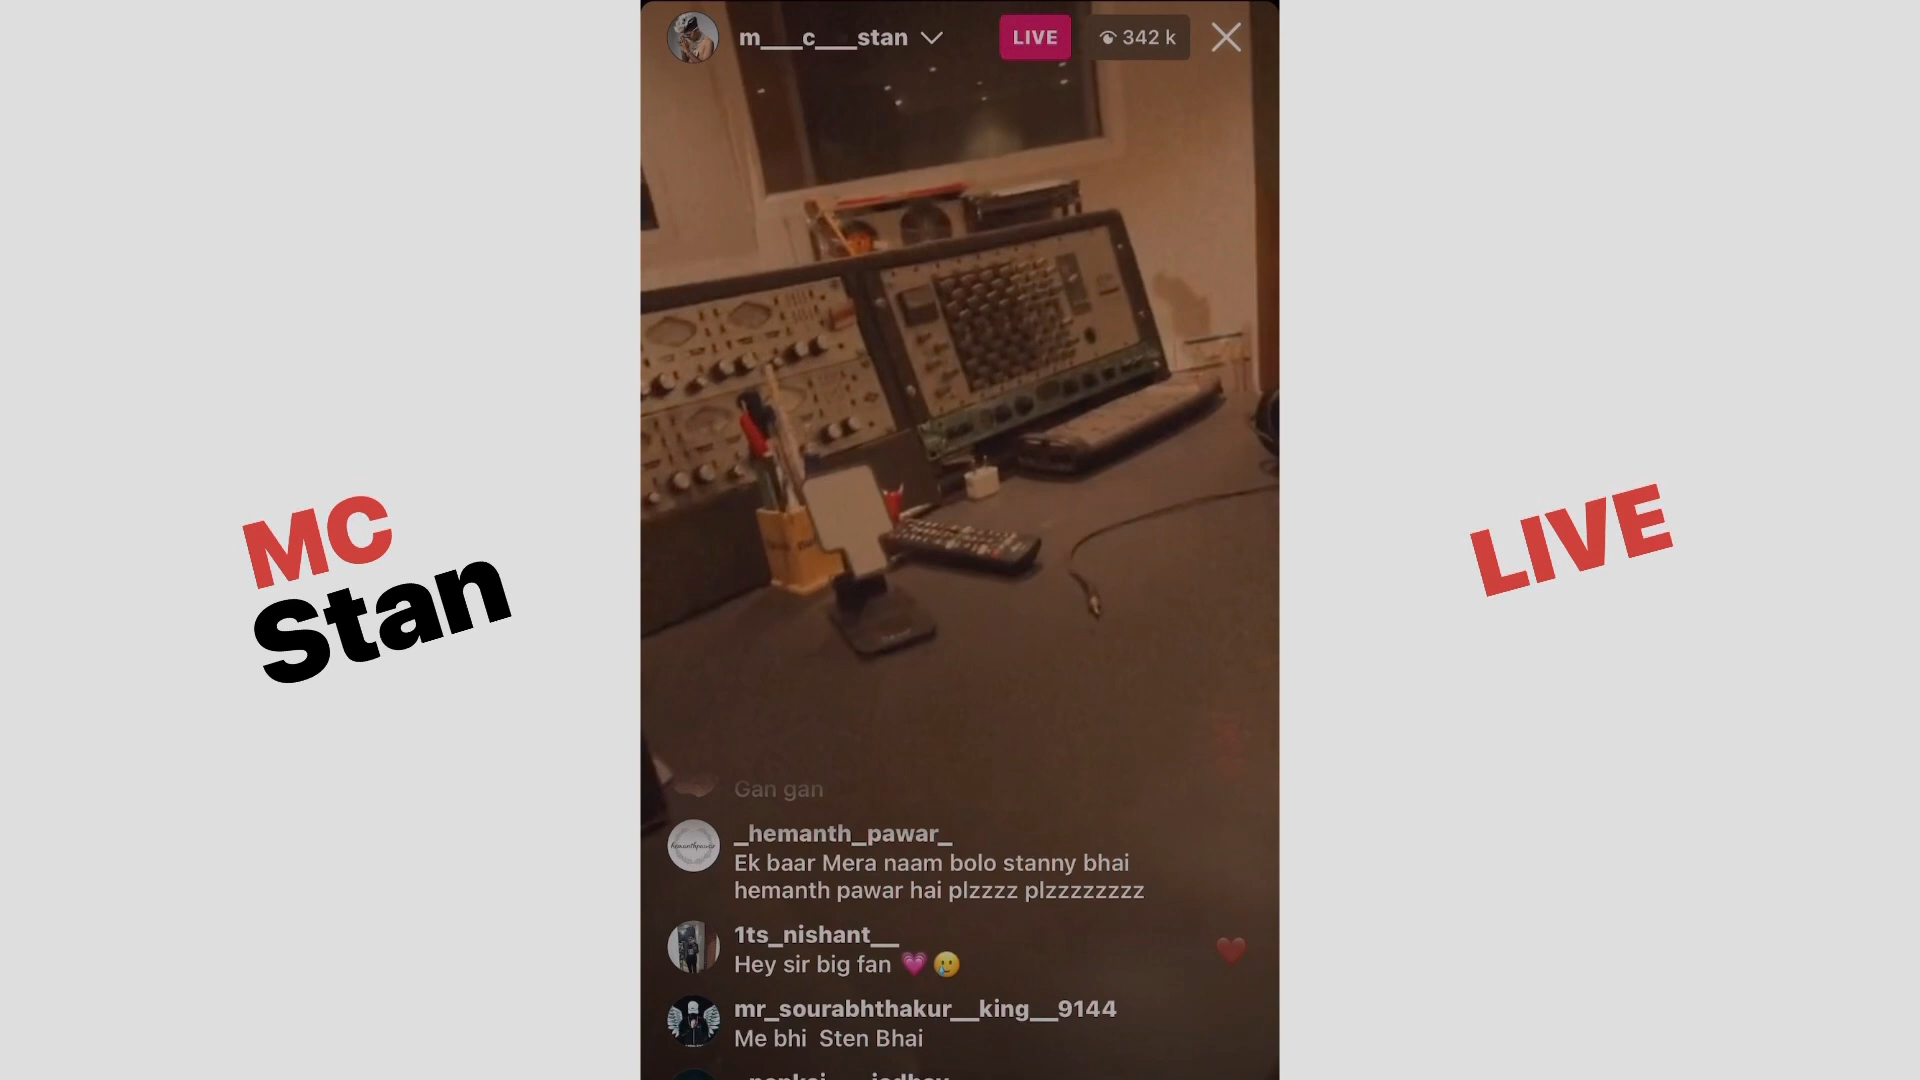 m___c___stan
LIVE
342 k
MC
Stan
LIVE
Gan gan
_hemanth_pawar_
Ek baar Mera naam bolo stanny bhai
hemanth pawar hai plzzzz plzzzzzzzz
1ts_nishant__
Hey sir big fan 💗🥲
mr_sourabhthakur__king__9144
Me bhi  Sten Bhai